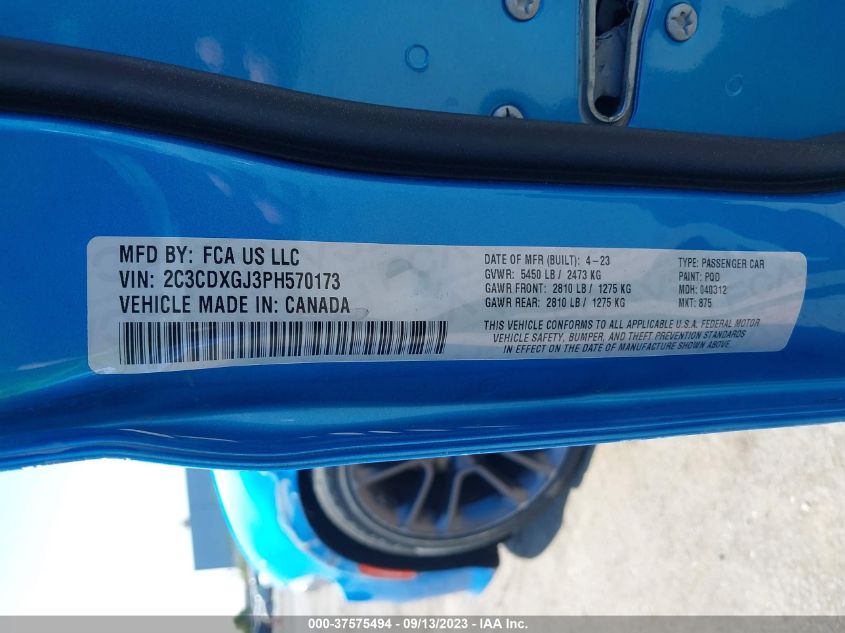 MFD BY: FCA US LLC
VIN: 2C3CDXGJ3PH570173
VEHICLE MADE IN: CANADA
DATE OF MFR (BUILT): 4-23
GVWR: 5450 LB / 2473 KG
GAWR FRONT: 2810 LB / 1275 KG
GAWR REAR: 2810 LB / 1275 KG
TYPE: PASSENGER CAR
PAINT: PQD
MDH: 040312
MKT: 875
THIS VEHICLE CONFORMS TO ALL APPLICABLE U.S.A. FEDERAL MOTOR
VEHICLE SAFETY, BUMPER, AND THEFT PREVENTION STANDARDS
IN EFFECT ON THE DATE OF MANUFACTURE SHOWN ABOVE.
000-37575494 - 09/13/2023 - IAA Inc.